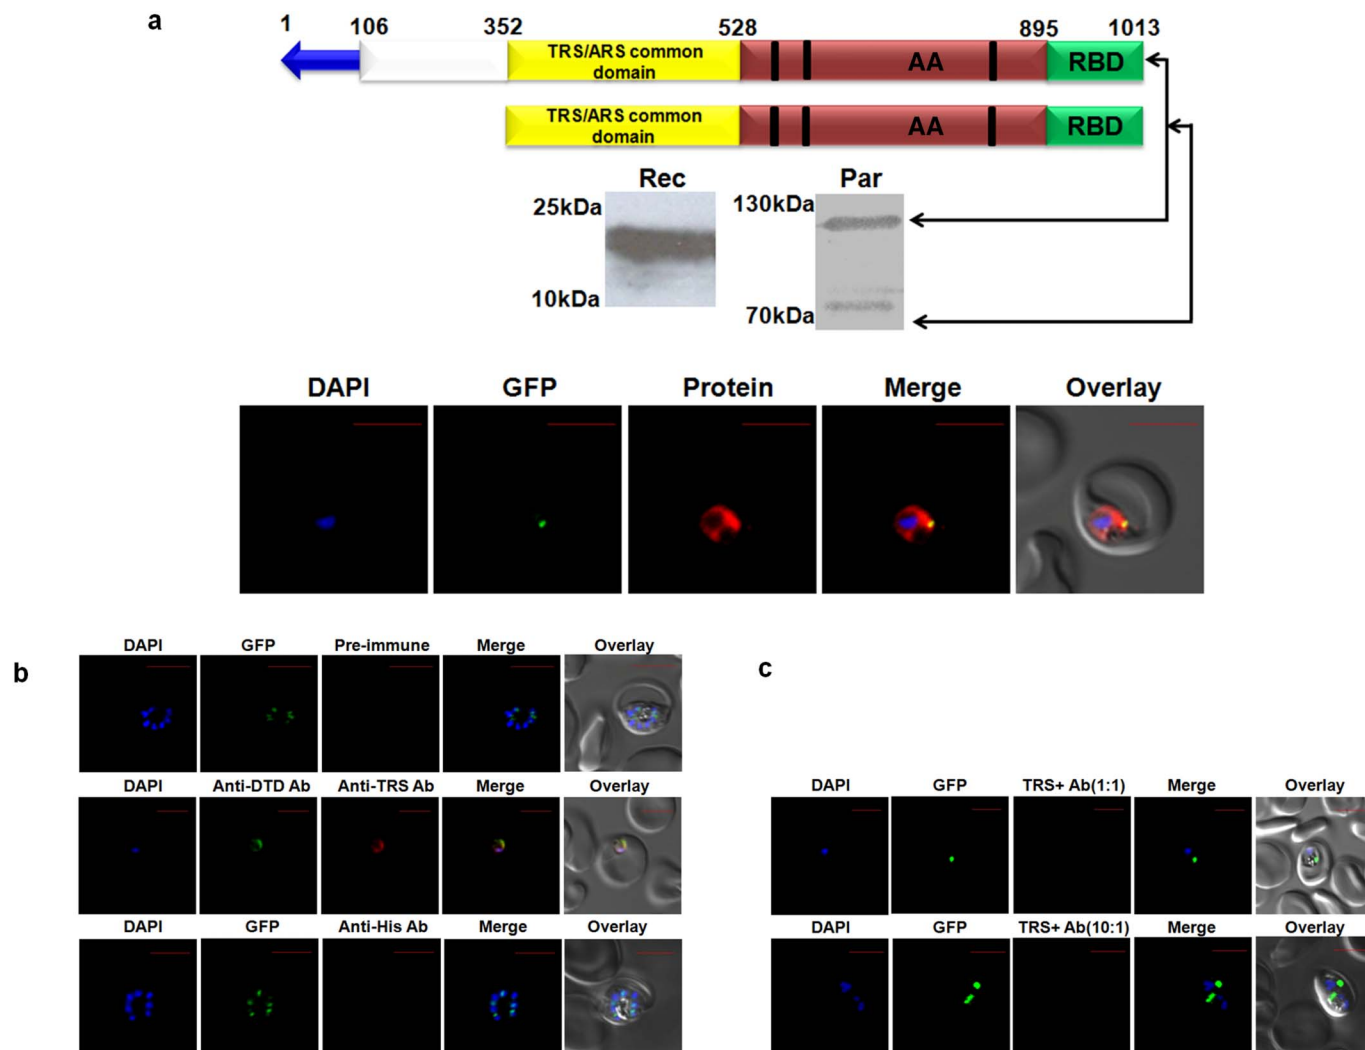 a
1 106 352 528 895 1013
TRS/ARS common
domain
AA
RBD
TRS/ARS common
domain
AA
RBD
Rec
Par
25kDa
10kDa
130kDa
70kDa
DAPI GFP Protein Merge Overlay
b
DAPI GFP Pre-immune Merge Overlay
DAPI Anti-DTD Ab Anti-TRS Ab Merge Overlay
DAPI GFP Anti-His Ab Merge Overlay
c
DAPI GFP TRS+ Ab(1:1) Merge Overlay
DAPI GFP TRS+ Ab(10:1) Merge Overlay